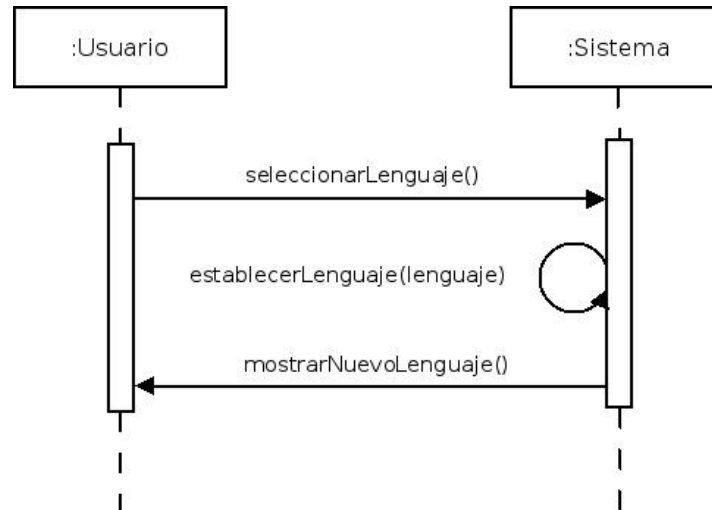 :Usuario
:Sistema
seleccionarLenguaje()
establecerLenguaje(lenguaje)
mostrarNuevoLenguaje()